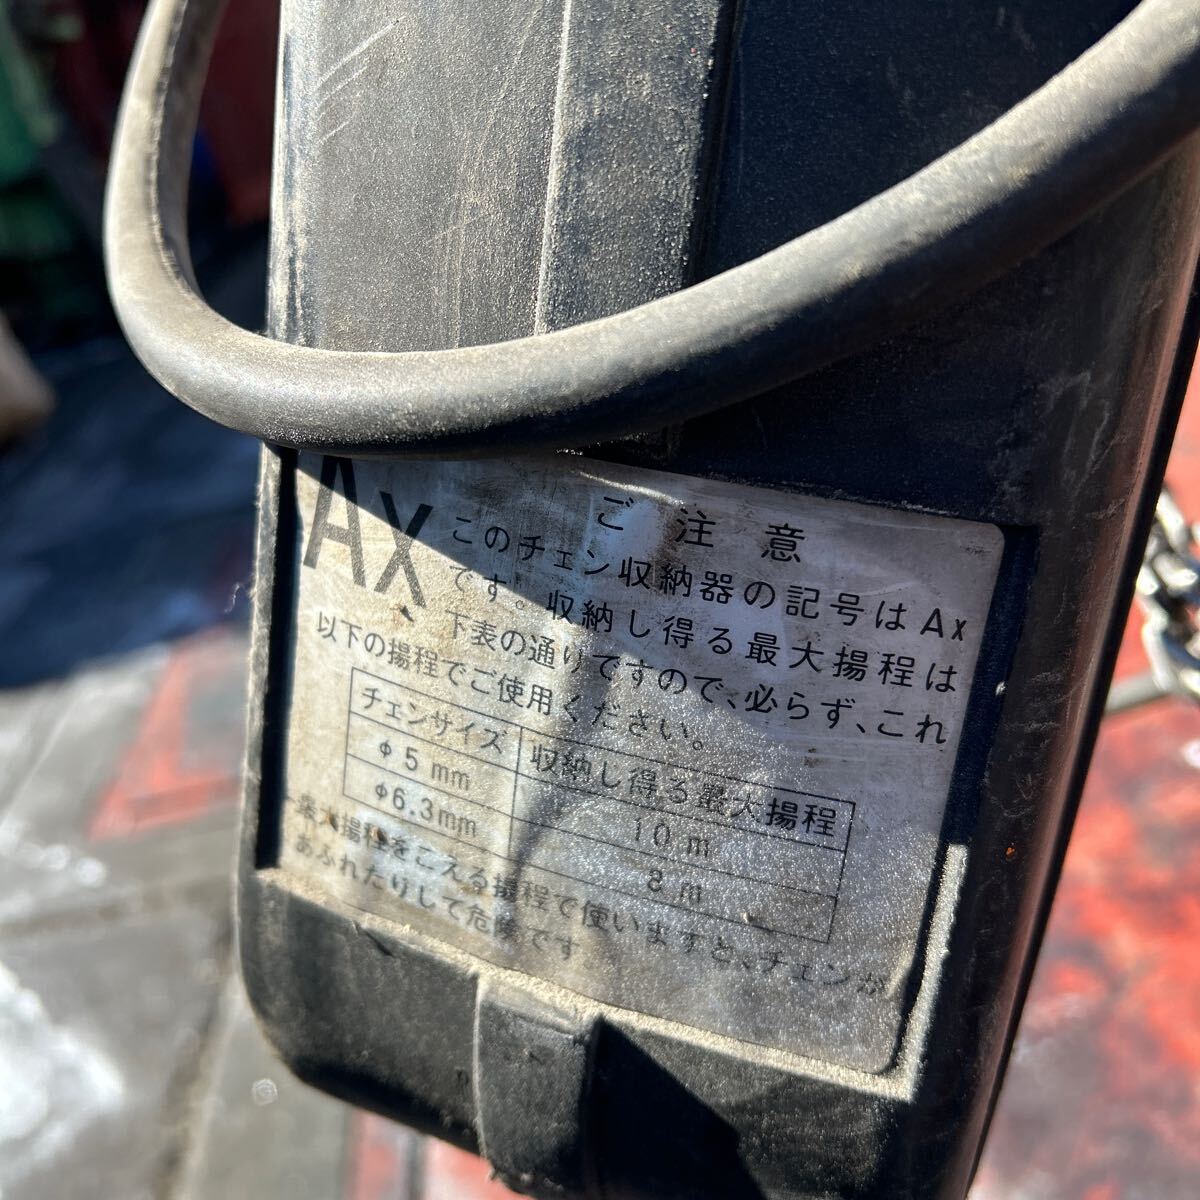 Ax
ご注意
このチェン収納器の記号はAx
です。収納し得る最大揚程は
下表の通りですので、必らず、これ
以下の揚程でご使用ください。
チェンサイズ 収納し得る最大揚程
φ5mm 10m
φ6.3mm 8m
最大揚程をこえる揚程で使いますと、チェンが
あふれたりして危険です